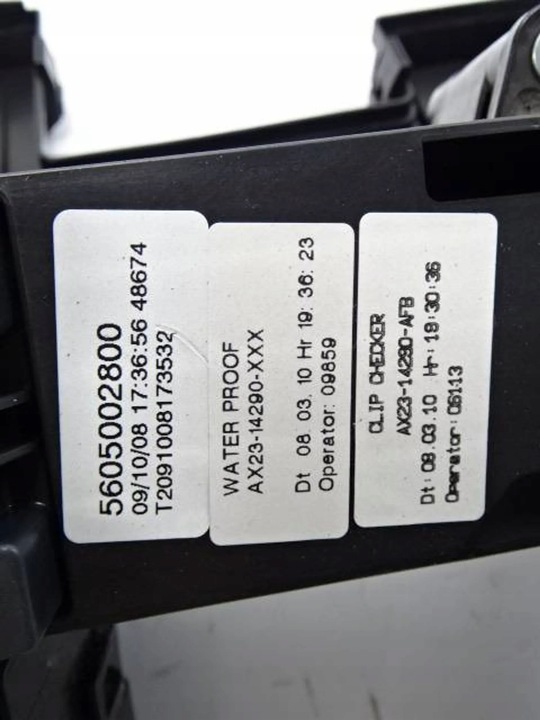 5605002800
09/10/08 17:36:56 48674
T2091008173532
WATER PROOF
AX23-14290-XXX
Dt 08. 03. 10 Hr 19: 36: 23
Operator: 09859
CLIP CHECKER
AX23-14290-AFB
Dt: 08.03.10 Hr: 18:30:36
Operator: 06113